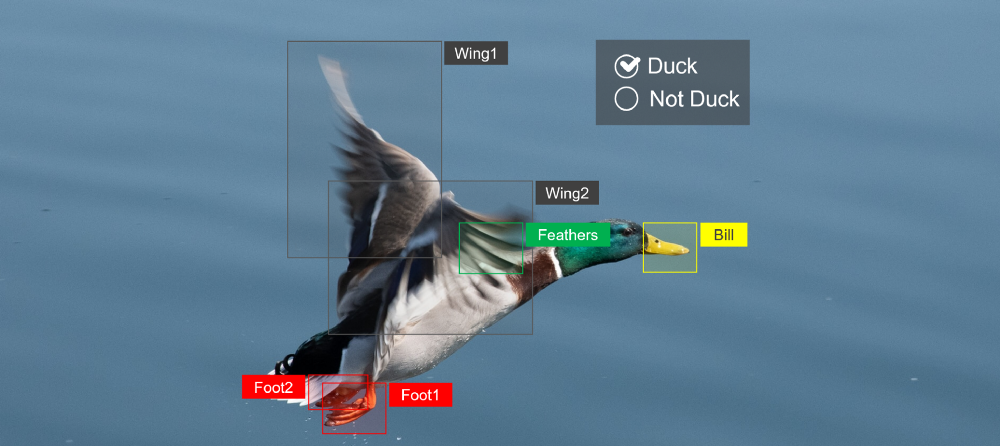 Wing1
Duck
Not Duck
Wing2
Feathers
Bill
Foot2
Foot1